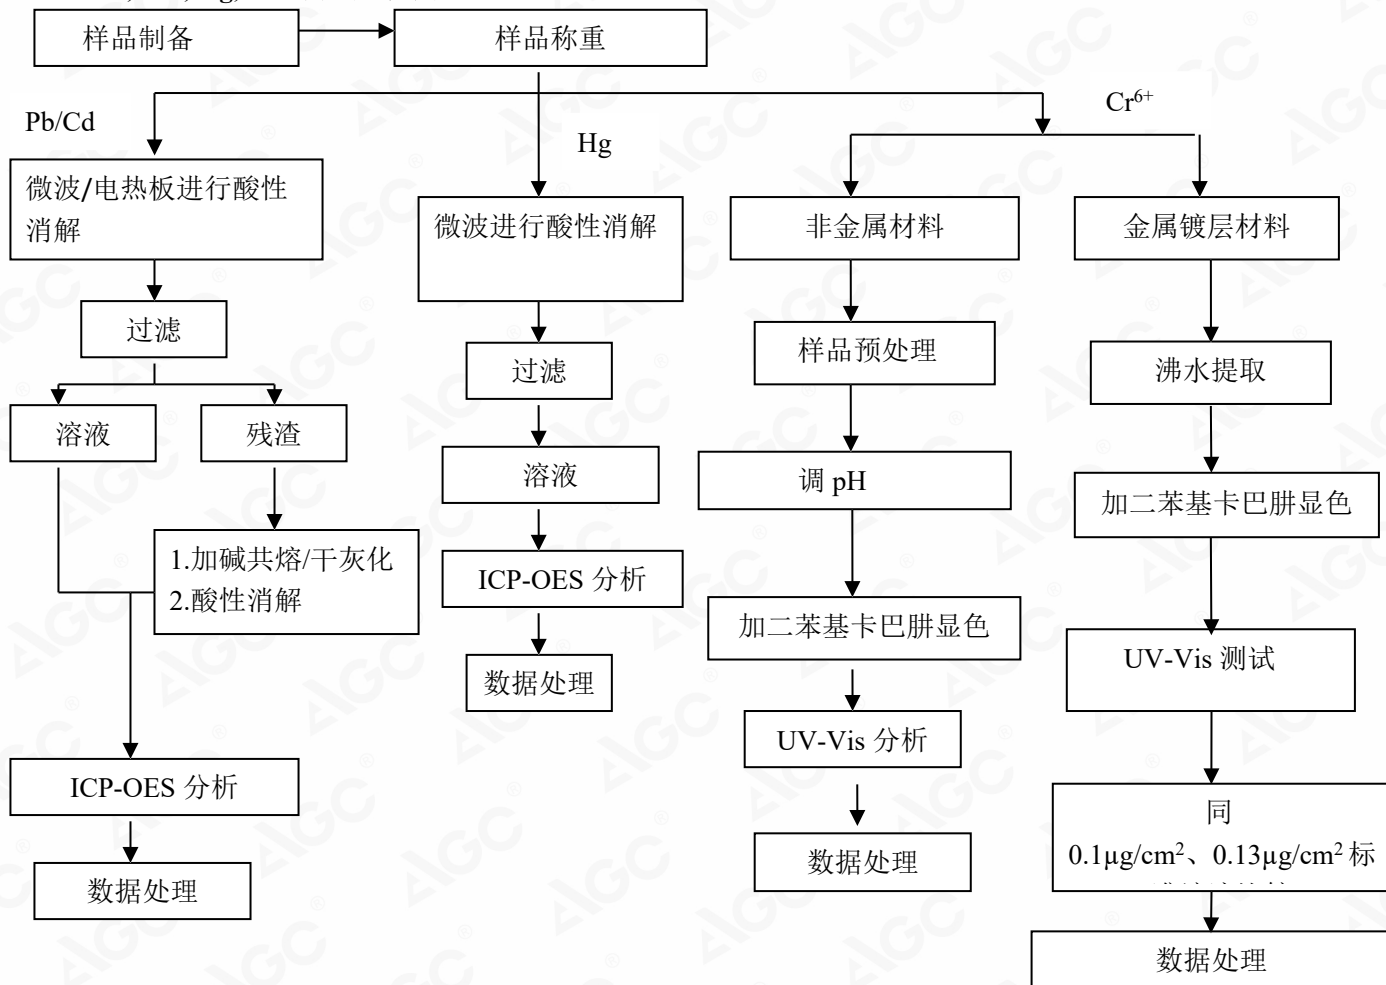 样品制备
样品称重
Pb/Cd
Hg
Cr⁶⁺
微波/电热板进行酸性
消解
微波进行酸性消解
非金属材料
金属镀层材料
过滤
过滤
样品预处理
沸水提取
溶液
残渣
溶液
调 pH
加二苯基卡巴肼显色
1.加碱共熔/干灰化
2.酸性消解
ICP-OES 分析
加二苯基卡巴肼显色
UV-Vis 测试
数据处理
UV-Vis 分析
ICP-OES 分析
同
0.1μg/cm²、0.13μg/cm² 标
数据处理
数据处理
数据处理
AGC